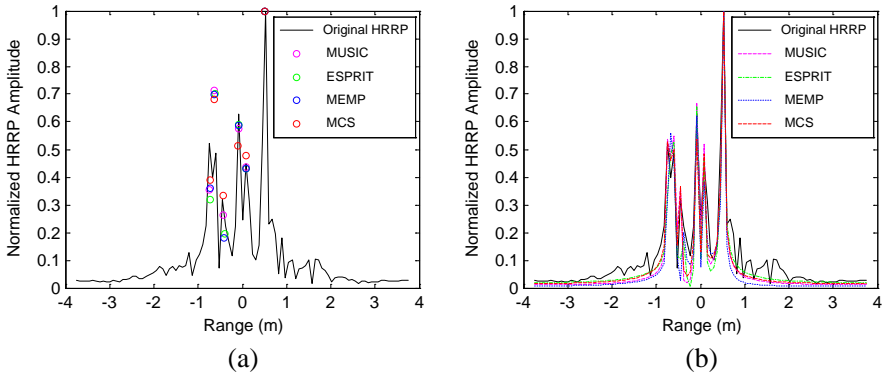 1
0.9
0.8
0.7
0.6
0.5
0.4
0.3
0.2
0.1
0
Normalized HRRP Amplitude
-4 -3 -2 -1 0 1 2 3 4
Range (m)
Original HRRP
MUSIC
ESPRIT
MEMP
MCS
(a)
1
0.9
0.8
0.7
0.6
0.5
0.4
0.3
0.2
0.1
0
Normalized HRRP Amplitude
-4 -3 -2 -1 0 1 2 3 4
Range (m)
Original HRRP
MUSIC
ESPRIT
MEMP
MCS
(b)